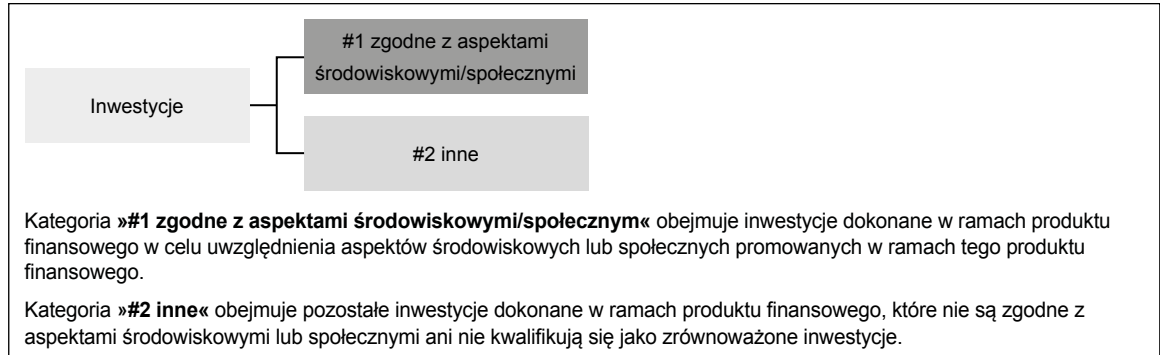 #1 zgodne z aspektami
środowiskowymi/społecznymi
Inwestycje
#2 inne
Kategoria »#1 zgodne z aspektami środowiskowymi/społecznym« obejmuje inwestycje dokonane w ramach produktu
finansowego w celu uwzględnienia aspektów środowiskowych lub społecznych promowanych w ramach tego produktu
finansowego.
Kategoria »#2 inne« obejmuje pozostałe inwestycje dokonane w ramach produktu finansowego, które nie są zgodne z
aspektami środowiskowymi lub społecznymi ani nie kwalifikują się jako zrównoważone inwestycje.